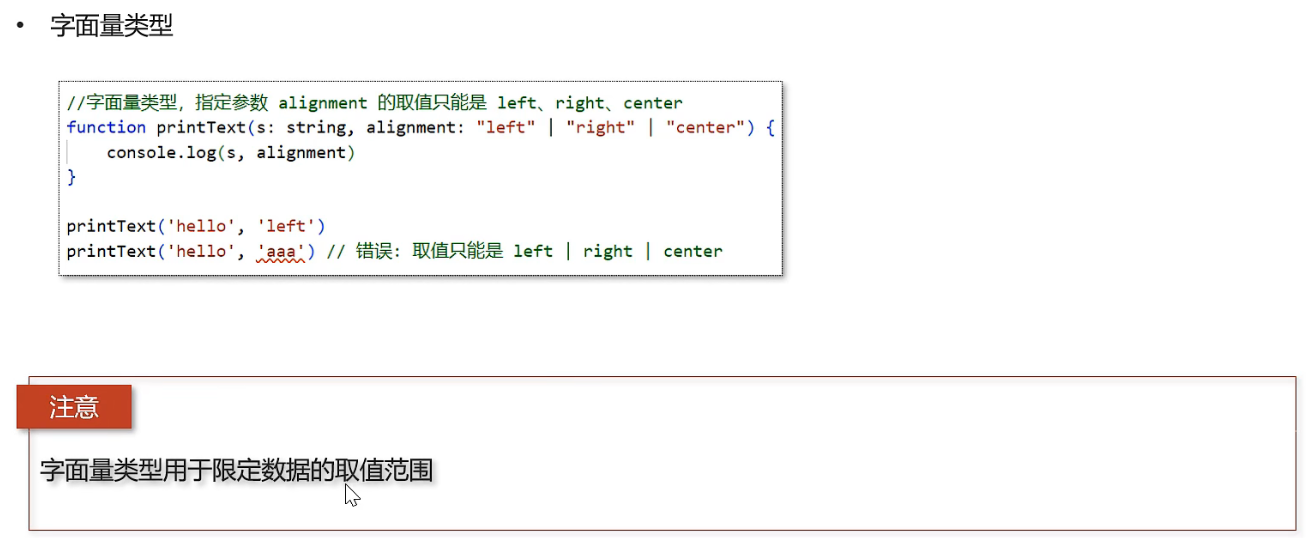 • 字面量类型
//字面量类型，指定参数 alignment 的取值只能是 left、right、center
function printText(s: string, alignment: "left" | "right" | "center") {
    console.log(s, alignment)
}
printText('hello', 'left')
printText('hello', 'aaa') // 错误：取值只能是 left | right | center
注意
字面量类型用于限定数据的取值范围